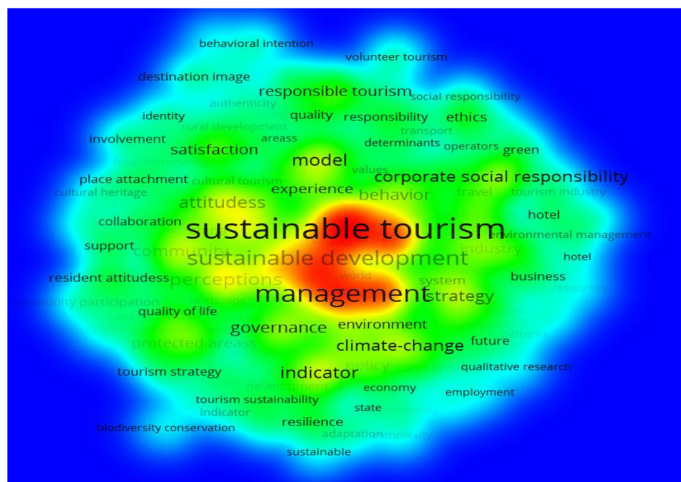 behavioral intention
volunteer tourism
destination image
responsible tourism
social responsibility
authenticity
identity
quality
responsibility
ethics
rural development
transport
involvement
areass
determinants
operators
green
satisfaction
model
values
corporate social responsibility
place attachment
cultural tourism
experience
behavior
travel
tourism industry
cultural heritage
attitudess
hotel
collaboration
sustainable tourism
environmental management
support
community
sustainable development
industry
hotel
resident attitudess
perceptions
world
system
business
resources
management
strategy
community participation
quality of life
governance
environment
protected areass
climate-change
future
tourism strategy
indicator
policy
qualitative research
development
economy
employment
tourism sustainability
indicator
state
biodiversity conservation
resilience
adaptation
complexity
sustainable